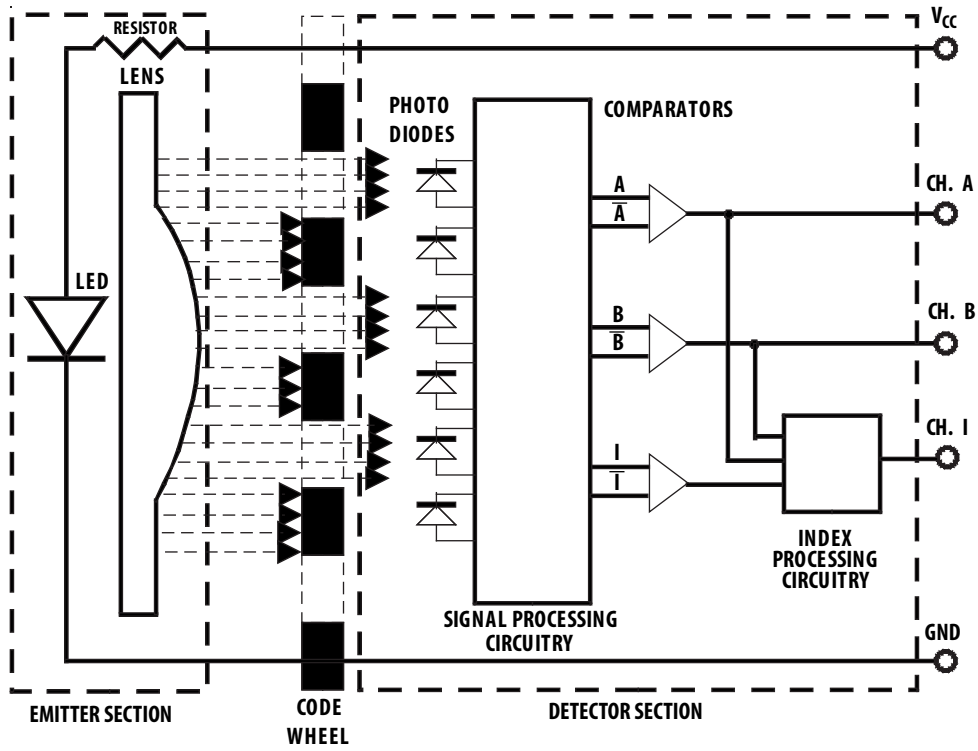 RESISTOR
LENS
LED
EMITTER SECTION
CODE
WHEEL
PHOTO
DIODES
COMPARATORS
A
A̅
B
B̅
I
I̅
SIGNAL PROCESSING
CIRCUITRY
INDEX
PROCESSING
CIRCUITRY
DETECTOR SECTION
VCC
CH. A
CH. B
CH. I
GND